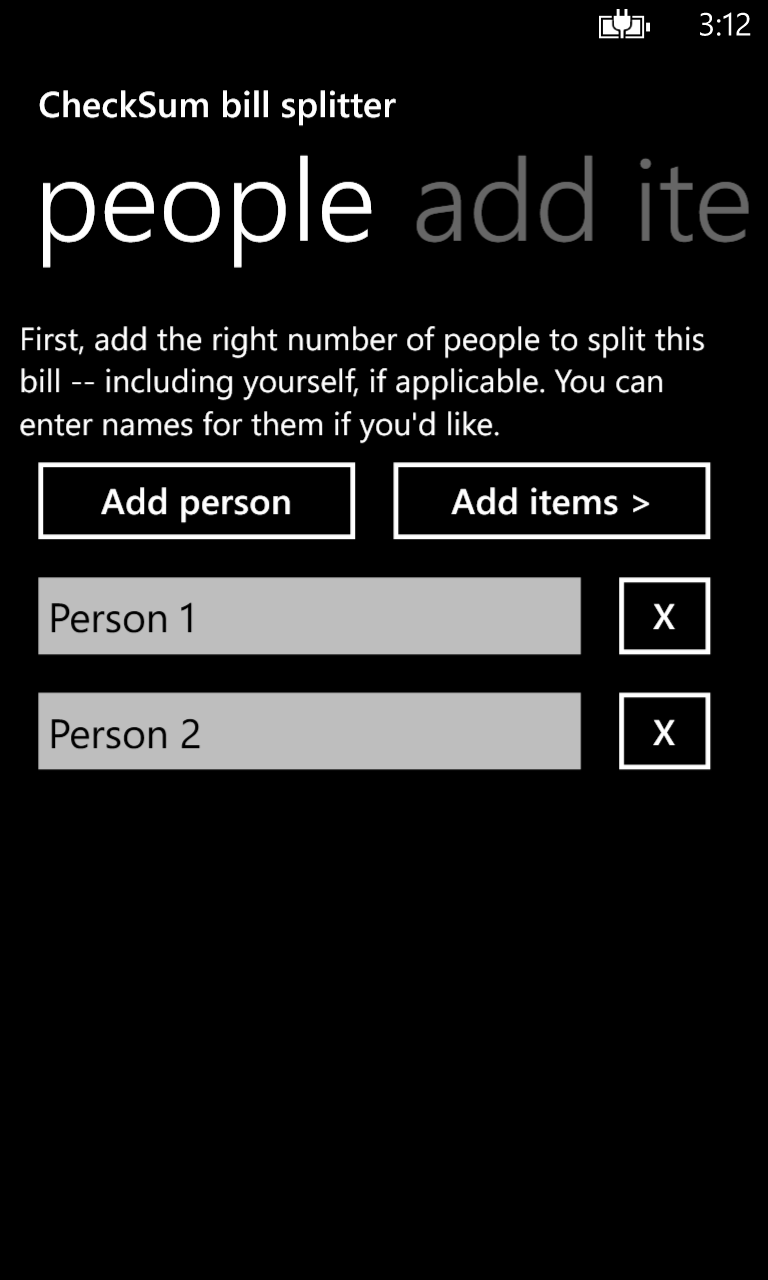 3:12
CheckSum bill splitter
people add ite
First, add the right number of people to split this
bill -- including yourself, if applicable. You can
enter names for them if you'd like.
Add person
Add items >
Person 1
X
Person 2
X